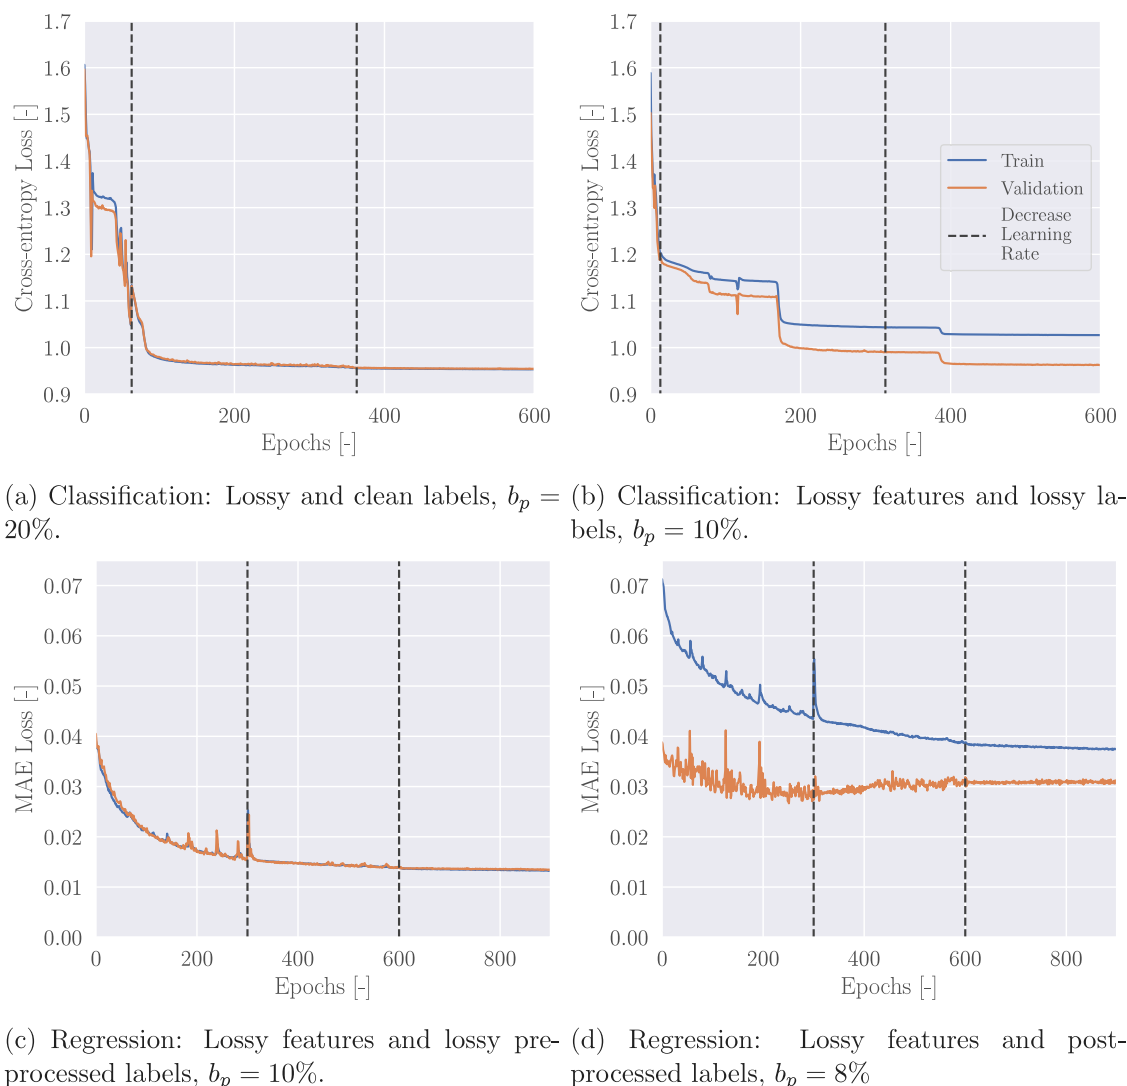 1.7
1.6
1.5
1.4
1.3
1.2
1.1
1.0
0.9
Cross-entropy Loss [-]
0
200
400
600
Epochs [-]
1.7
1.6
1.5
1.4
1.3
1.2
1.1
1.0
0.9
Cross-entropy Loss [-]
Train
Validation
Decrease
Learning
Rate
0
200
400
600
Epochs [-]
(a) Classification: Lossy and clean labels, $b_p =$
20%.
(b) Classification: Lossy features and lossy la-
bels, $b_p = 10\%$.
0.07
0.06
0.05
0.04
0.03
0.02
0.01
0.00
MAE Loss [-]
0
200
400
600
800
Epochs [-]
0.07
0.06
0.05
0.04
0.03
0.02
0.01
0.00
MAE Loss [-]
0
200
400
600
800
Epochs [-]
(c) Regression: Lossy features and lossy pre-
processed labels, $b_p = 10\%$.
(d) Regression: Lossy features and post-
processed labels, $b_p = 8\%$